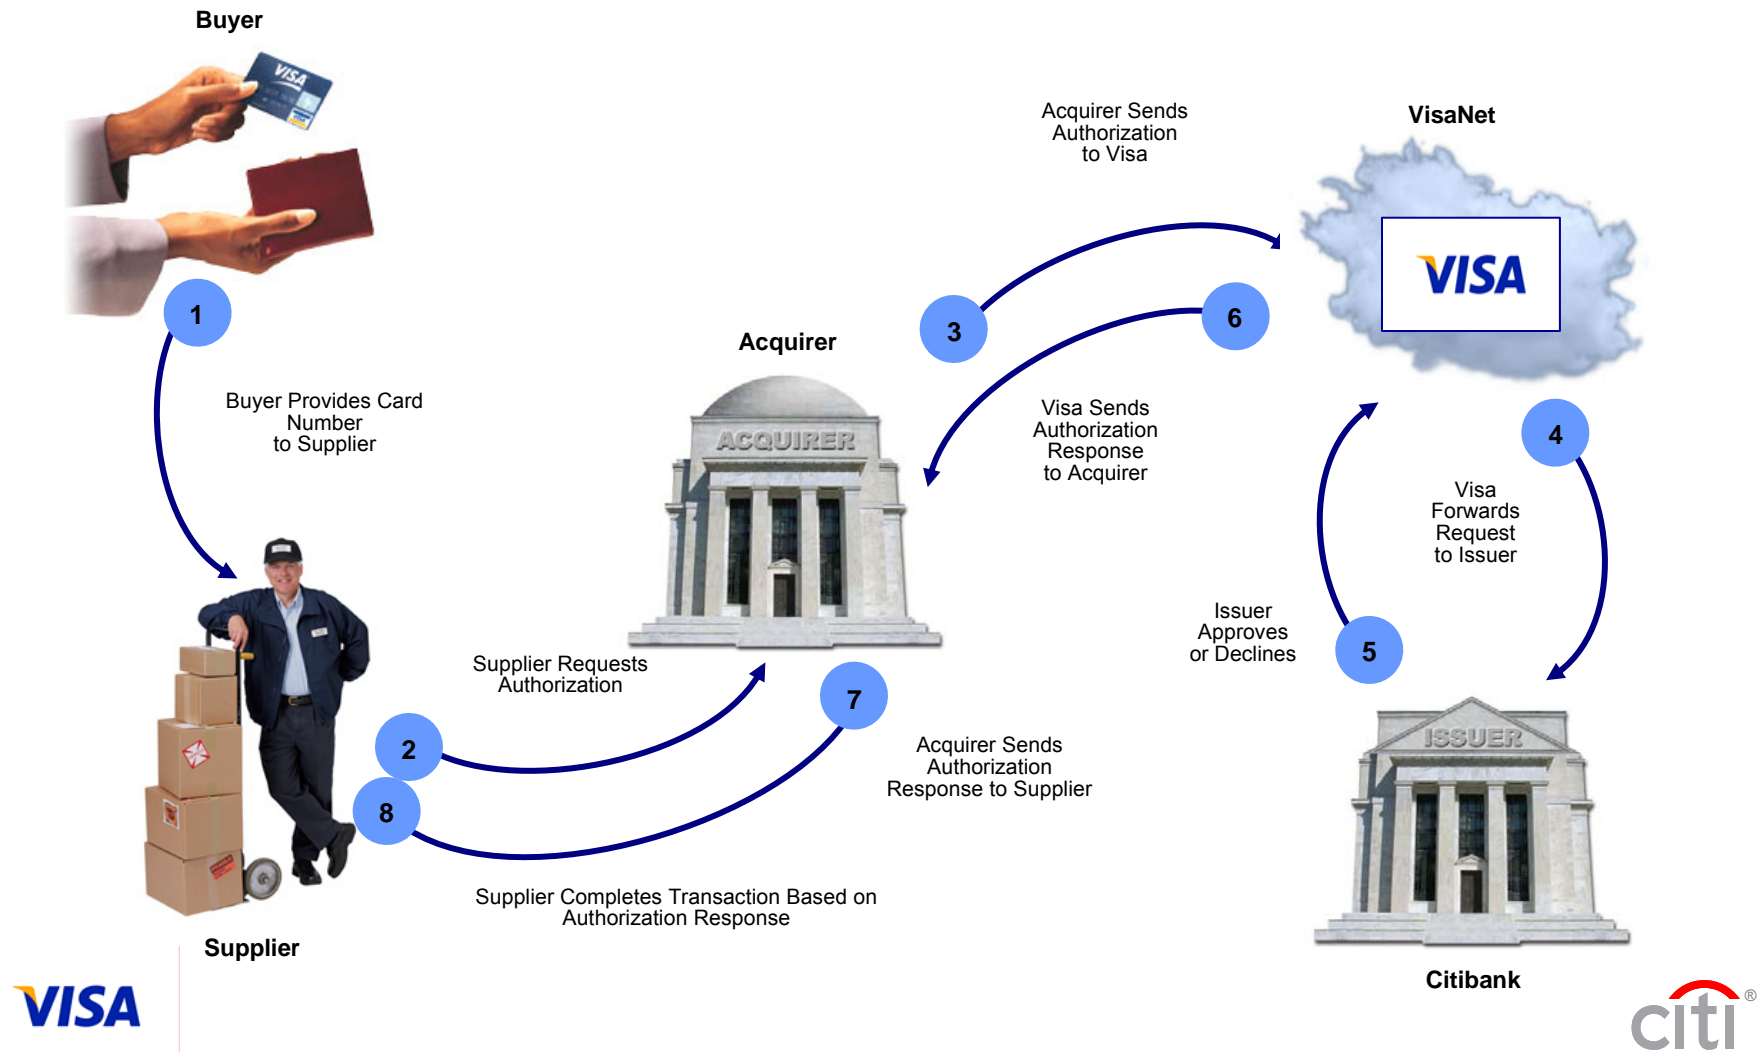 Buyer
VISA
1
Buyer Provides Card
Number
to Supplier
Supplier
2
Supplier Requests
Authorization
Acquirer
ACQUIRER
3
Acquirer Sends
Authorization
to Visa
VisaNet
VISA
4
Visa
Forwards
Request
to Issuer
5
Issuer
Approves
or Declines
ISSUER
Citibank
6
Visa Sends
Authorization
Response
to Acquirer
7
Acquirer Sends
Authorization
Response to Supplier
8
Supplier Completes Transaction Based on
Authorization Response
VISA
citi®